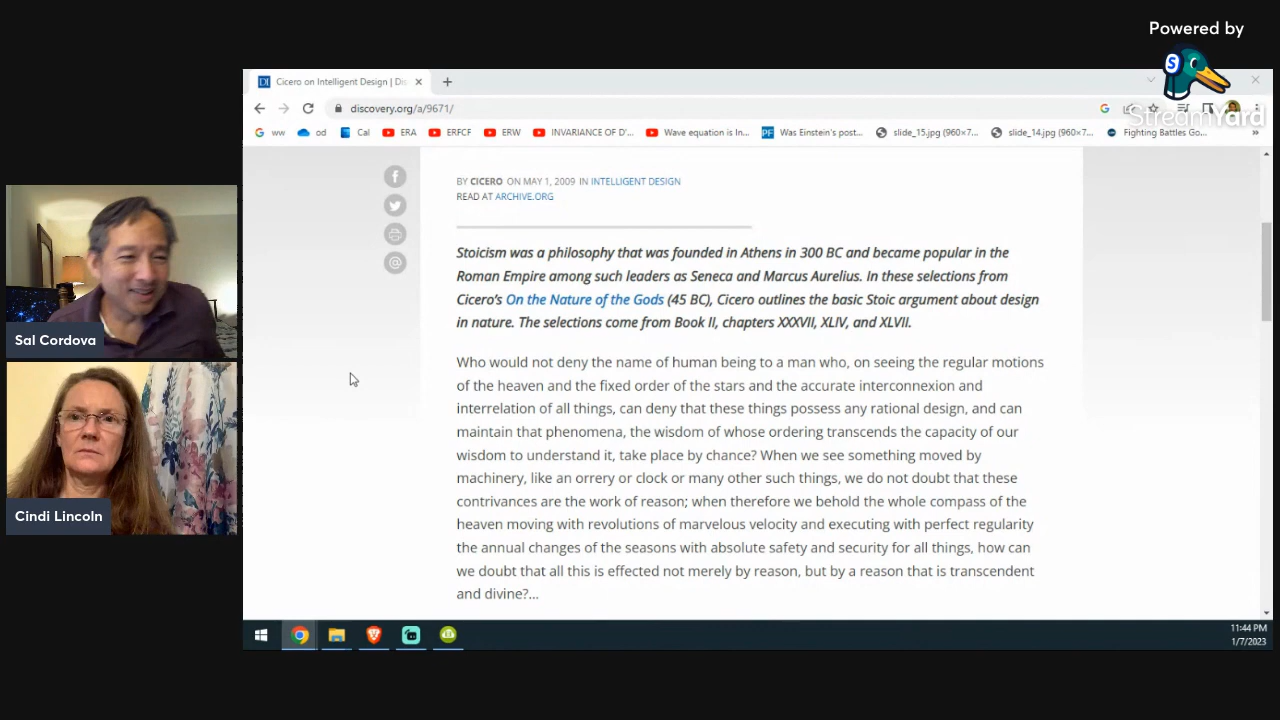 Powered by
StreamYard
S
DI Cicero on Intelligent Design | Dis
discovery.org/a/9671/
ww od Cal ERA ERFCF ERW INVARIANCE OF D'... Wave equation is In... PF Was Einstein's post... slide_15.jpg (960×7... slide_14.jpg (960×7... Fighting Battles Go... »
BY CICERO ON MAY 1, 2009 IN INTELLIGENT DESIGN
READ AT ARCHIVE.ORG
Stoicism was a philosophy that was founded in Athens in 300 BC and became popular in the
Roman Empire among such leaders as Seneca and Marcus Aurelius. In these selections from
Cicero's On the Nature of the Gods (45 BC), Cicero outlines the basic Stoic argument about design
in nature. The selections come from Book II, chapters XXXVII, XLIV, and XLVII.
Who would not deny the name of human being to a man who, on seeing the regular motions
of the heaven and the fixed order of the stars and the accurate interconnexion and
interrelation of all things, can deny that these things possess any rational design, and can
maintain that phenomena, the wisdom of whose ordering transcends the capacity of our
wisdom to understand it, take place by chance? When we see something moved by
machinery, like an orrery or clock or many other such things, we do not doubt that these
contrivances are the work of reason; when therefore we behold the whole compass of the
heaven moving with revolutions of marvelous velocity and executing with perfect regularity
the annual changes of the seasons with absolute safety and security for all things, how can
we doubt that all this is effected not merely by reason, but by a reason that is transcendent
and divine?...
Sal Cordova
Cindi Lincoln
11:44 PM
1/7/2023